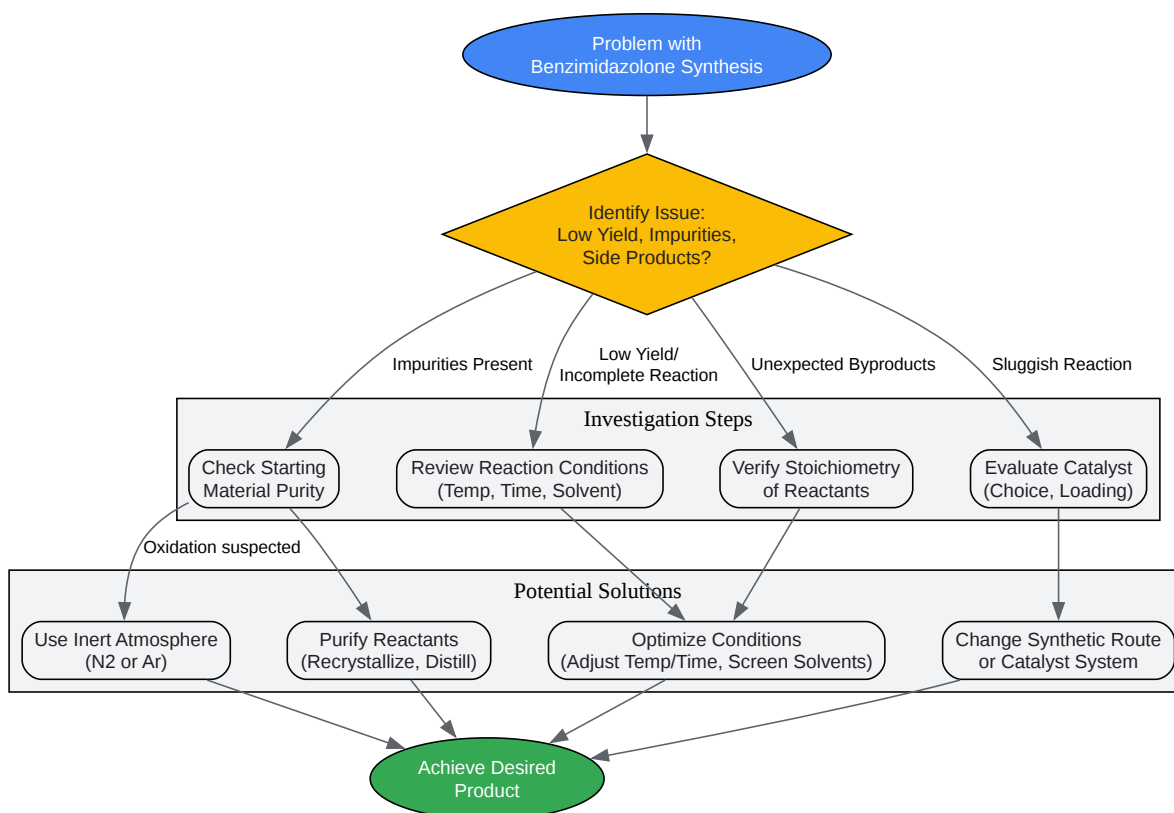 Problem with
Benzimidazolone Synthesis
Identify Issue:
Low Yield, Impurities,
Side Products?
Impurities Present
Low Yield/
Incomplete Reaction
Unexpected Byproducts
Sluggish Reaction
Investigation Steps
Check Starting
Material Purity
Review Reaction Conditions
(Temp, Time, Solvent)
Verify Stoichiometry
of Reactants
Evaluate Catalyst
(Choice, Loading)
Oxidation suspected
Potential Solutions
Use Inert Atmosphere
(N2 or Ar)
Purify Reactants
(Recrystallize, Distill)
Optimize Conditions
(Adjust Temp/Time, Screen Solvents)
Change Synthetic Route
or Catalyst System
Achieve Desired
Product